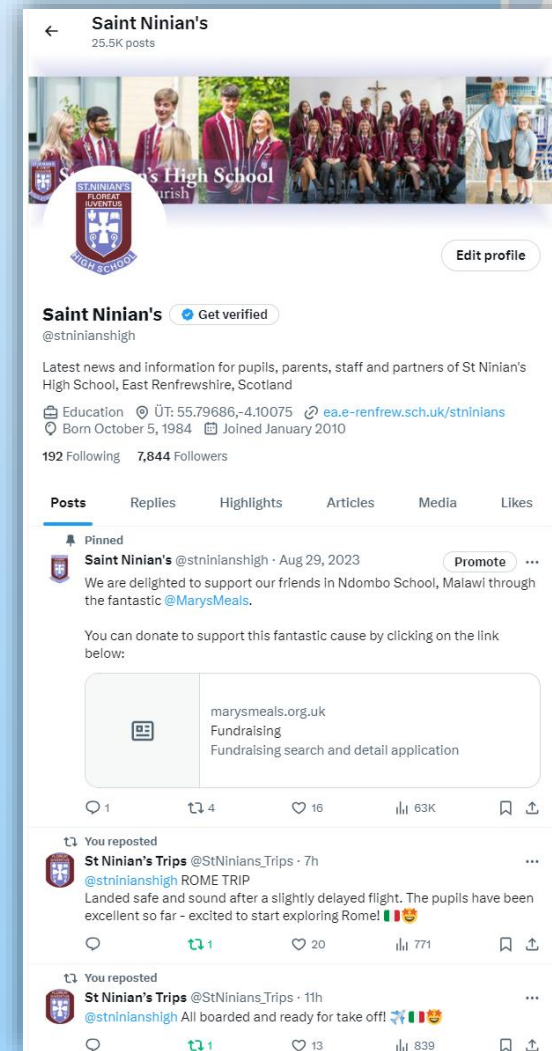 Saint Ninian's
25.5K posts
St Ninian's High School
urish
ST.NINIAN'S
FLOREAT
IUVENTUS
HIGH SCHOOL
Edit profile
Saint Ninian's Get verified
@stninianshigh
Latest news and information for pupils, parents, staff and partners of St Ninian's
High School, East Renfrewshire, Scotland
Education ÜT: 55.79686,-4.10075 ea.e-renfrew.sch.uk/stninians
Born October 5, 1984 Joined January 2010
192 Following 7,844 Followers
Posts Replies Highlights Articles Media Likes
Pinned
Saint Ninian's @stninianshigh · Aug 29, 2023 Promote ...
We are delighted to support our friends in Ndombo School, Malawi through
the fantastic @MarysMeals.
You can donate to support this fantastic cause by clicking on the link
below:
marysmeals.org.uk
Fundraising
Fundraising search and detail application
1 4 16 63K
You reposted
St Ninian's Trips @StNinians_Trips · 7h ...
@stninianshigh ROME TRIP
Landed safe and sound after a slightly delayed flight. The pupils have been
excellent so far - excited to start exploring Rome! 🇮🇹🤩
1 20 771
You reposted
St Ninian's Trips @StNinians_Trips · 11h ...
@stninianshigh All boarded and ready for take off! ✈️🇮🇹🤩
1 13 839